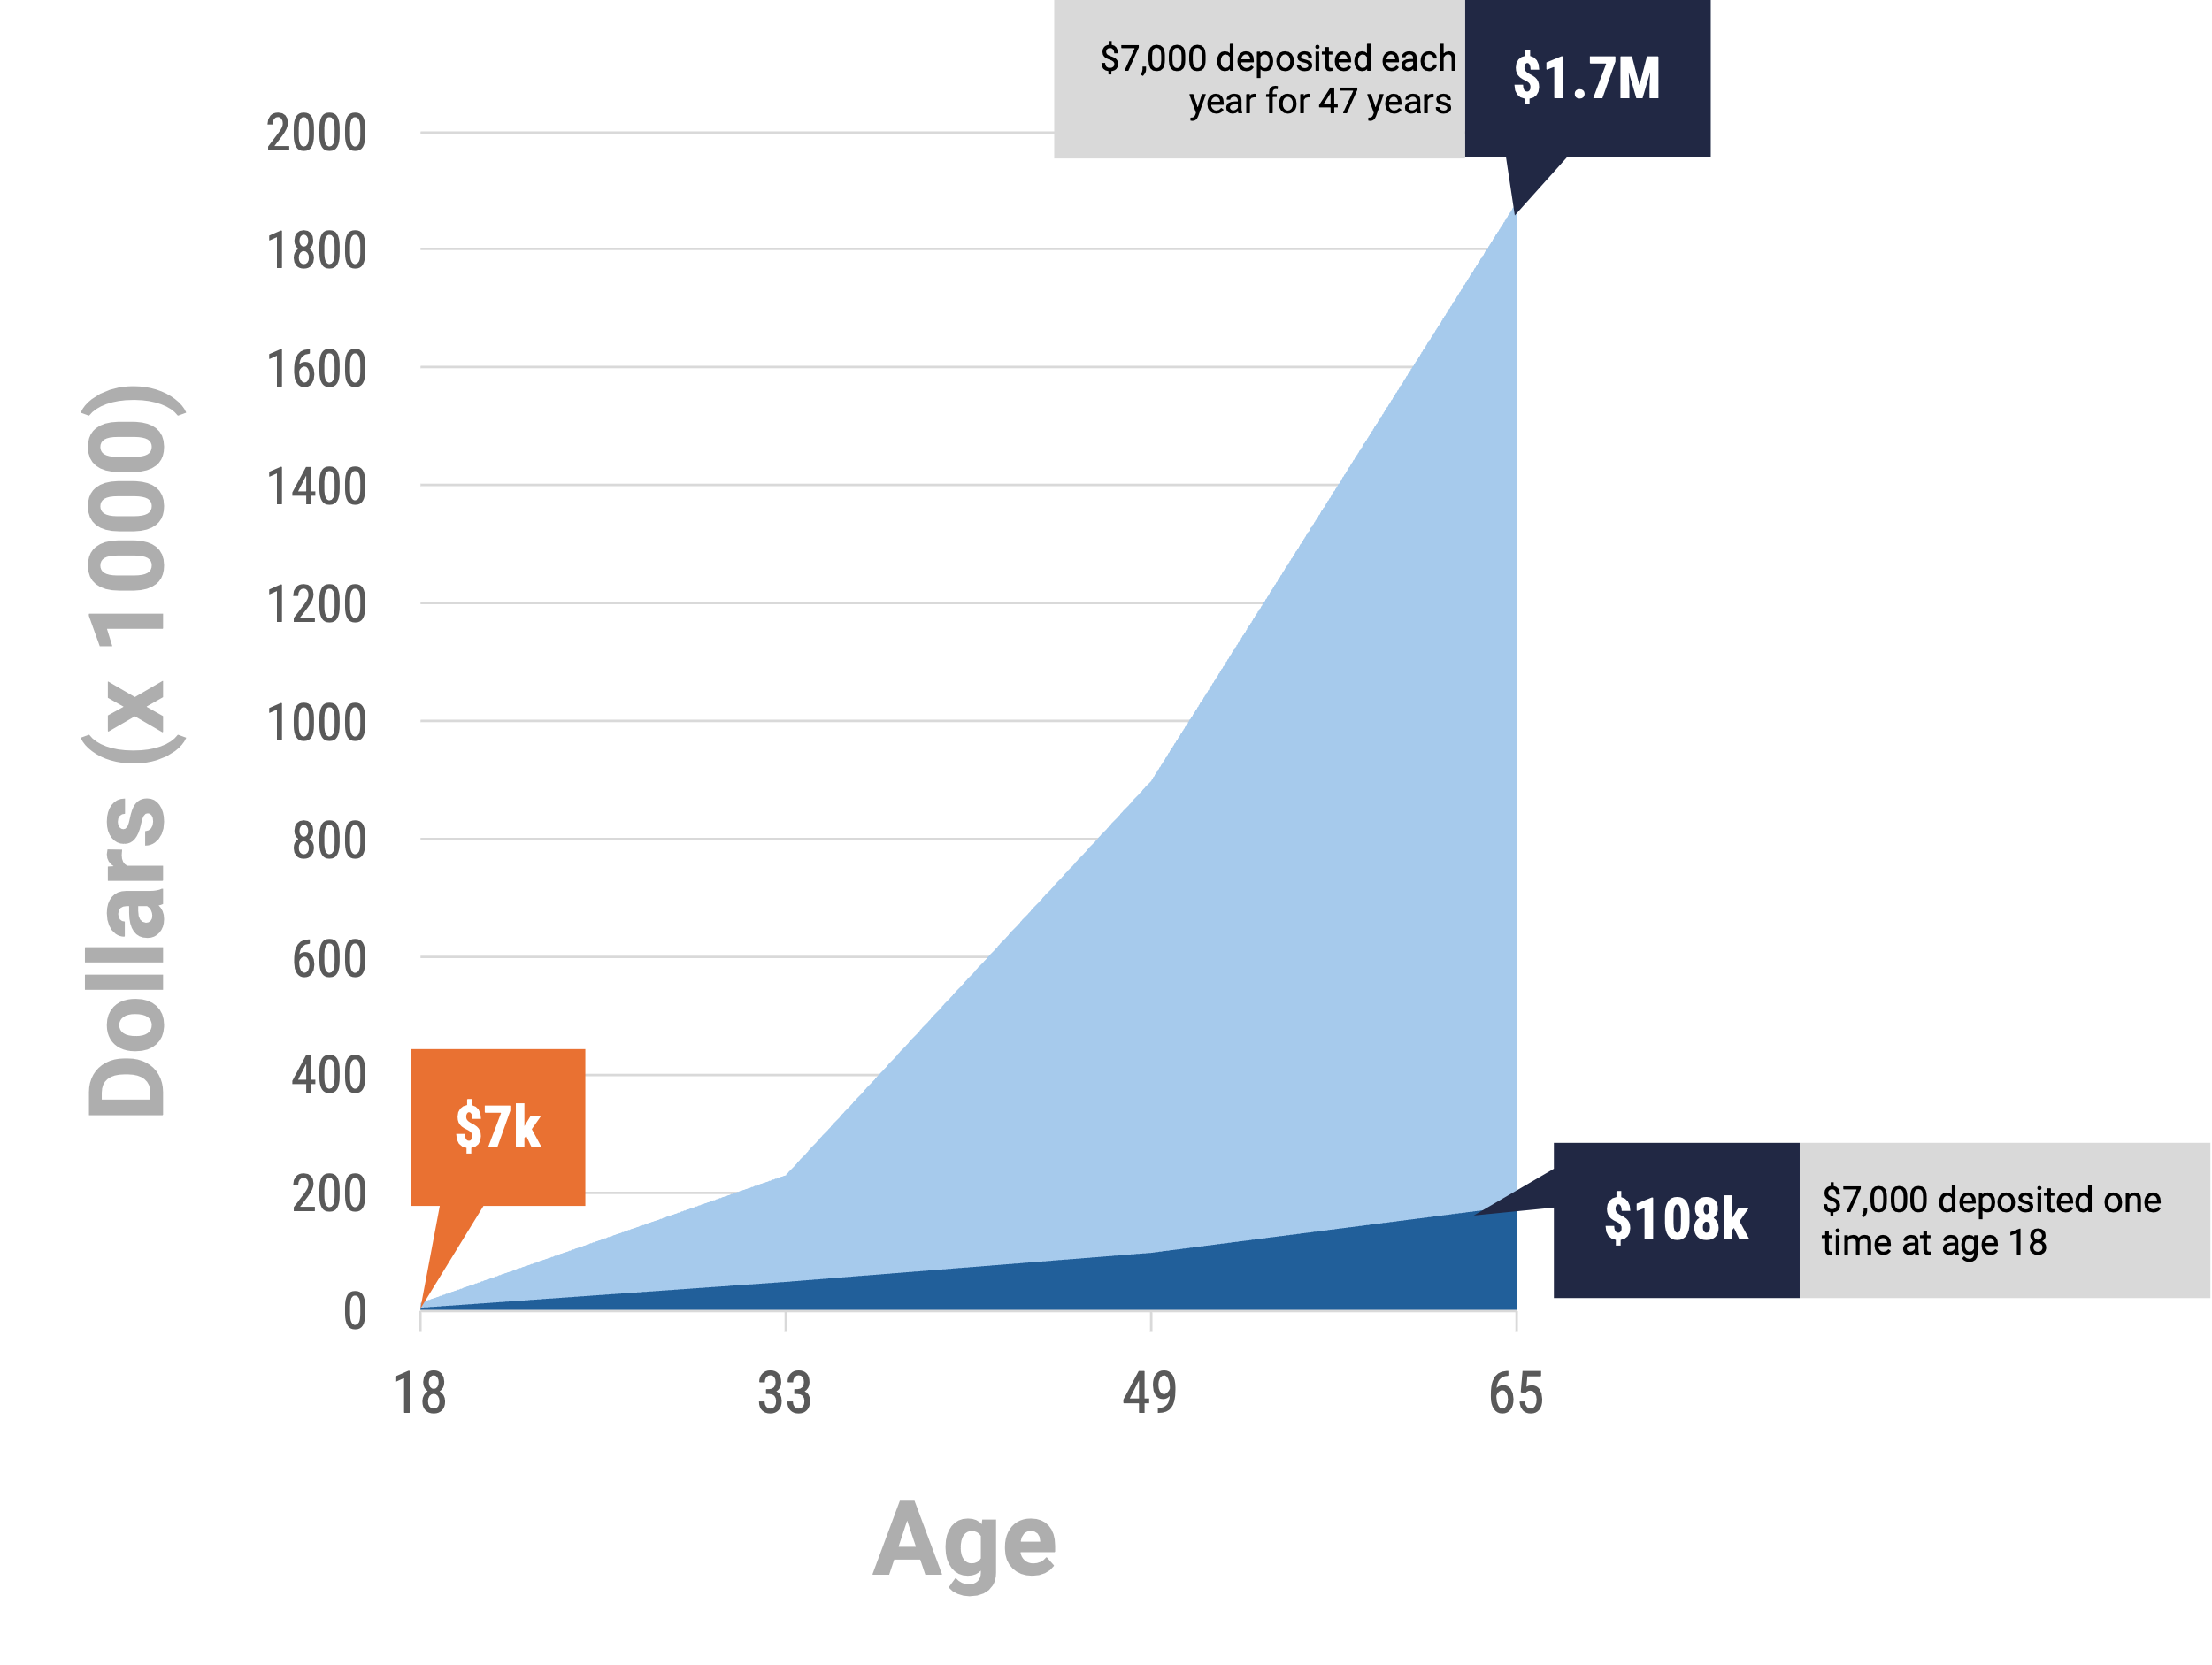 $7,000 deposited each
year for 47 years
$1.7M
2000
1800
1600
1400
1200
1000
800
600
400
200
0
Dollars (x 1000)
$7k
$108k
$7,000 deposited one
time at age 18
18
33
49
65
Age